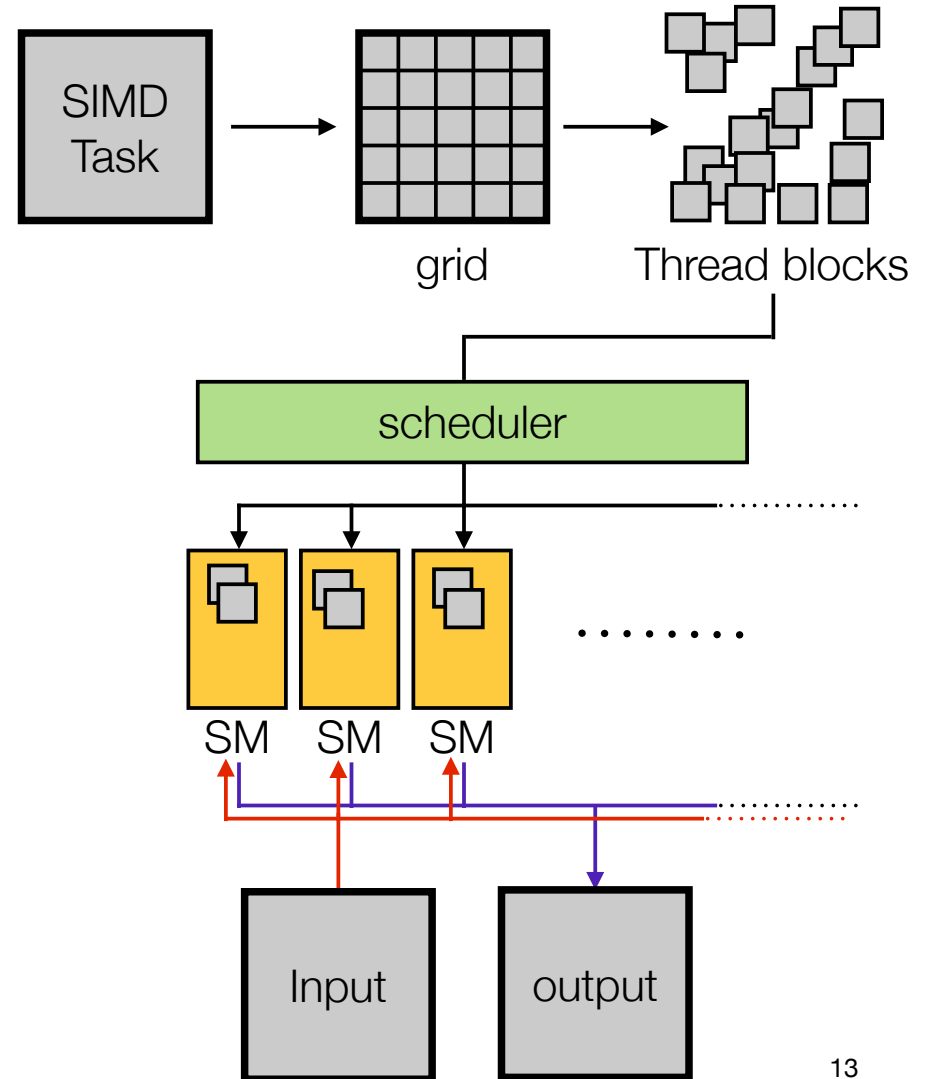 SIMD
Task
grid
Thread blocks
scheduler
SM SM SM
Input
output
13